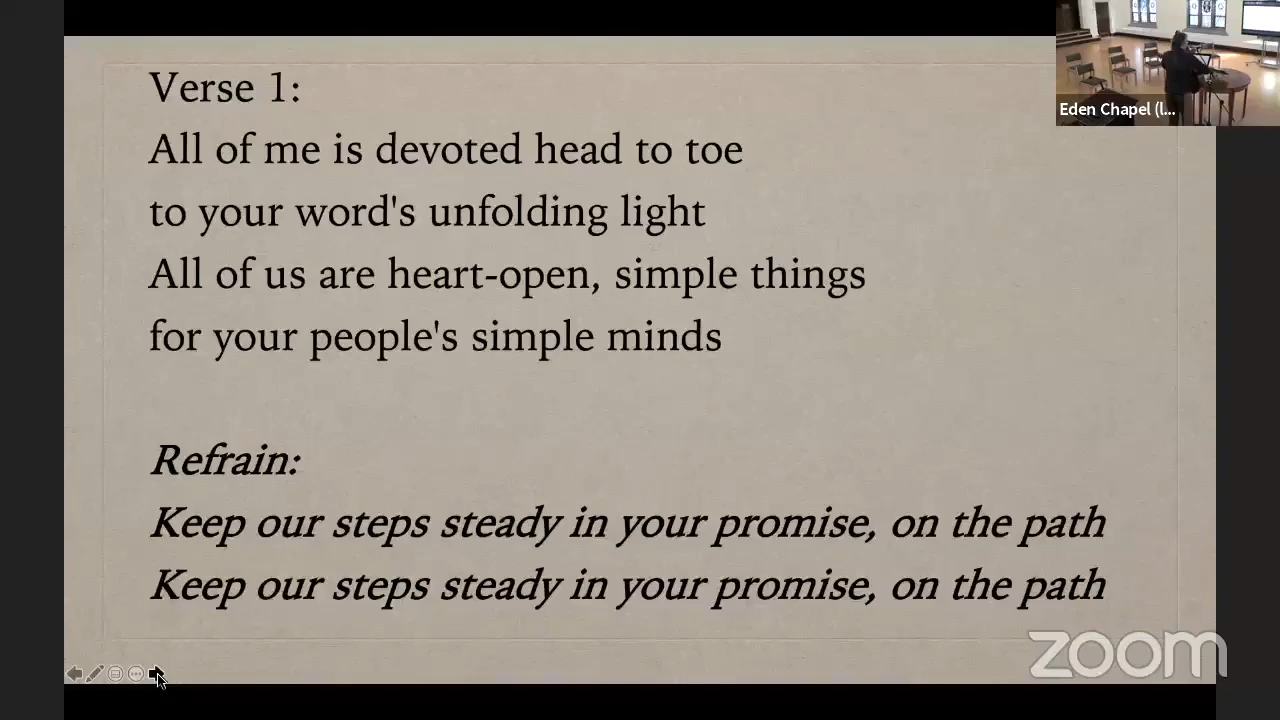 Verse 1:
All of me is devoted head to toe
to your word's unfolding light
All of us are heart-open, simple things
for your people's simple minds
Refrain:
Keep our steps steady in your promise, on the path
Keep our steps steady in your promise, on the path
Eden Chapel (l...
zoom